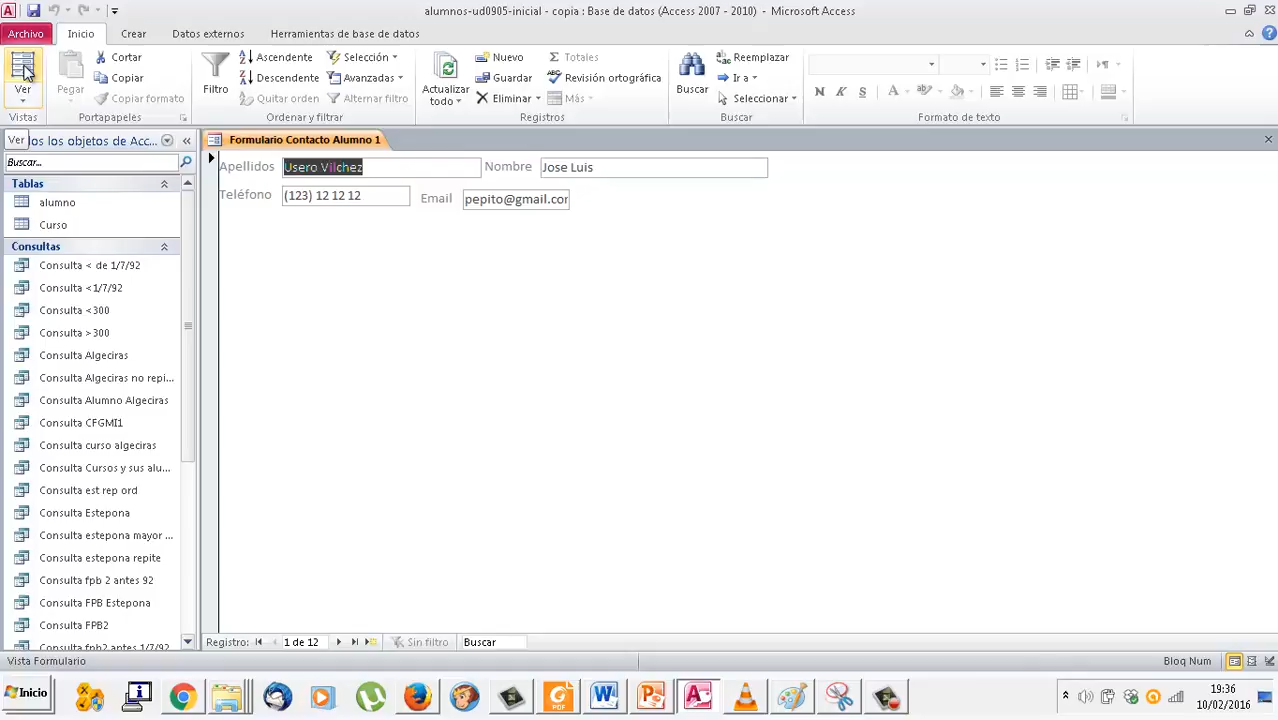 alumnos-ud0905-inicial - copia : Base de datos (Access 2007 - 2010) - Microsoft Access
Archivo Inicio Crear Datos externos Herramientas de base de datos
Ver Pegar Cortar Copiar Copiar formato
Filtro Ascendente Descendente Quitar orden Selección Avanzadas Alternar filtro
Actualizar todo Nuevo Guardar Eliminar Totales Revisión ortográfica Más
Buscar Reemplazar Ir a Seleccionar
N K S A
Vistas Portapapeles Ordenar y filtrar Registros Buscar Formato de texto
Ver los los objetos de Acc...
Buscar...
Tablas
alumno
Curso
Consultas
Consulta < de 1/7/92
Consulta <1/7/92
Consulta <300
Consulta >300
Consulta Algeciras
Consulta Algeciras no repi...
Consulta Alumno Algeciras
Consulta CFGMI1
Consulta curso algeciras
Consulta Cursos y sus alu...
Consulta est rep ord
Consulta Estepona
Consulta estepona mayor ...
Consulta estepona repite
Consulta fpb 2 antes 92
Consulta FPB Estepona
Consulta FPB2
Consulta fpb2 antes 1/7/92
Formulario Contacto Alumno 1
Apellidos Usero Vilchez Nombre Jose Luis
Teléfono (123) 12 12 12 Email pepito@gmail.cor
Registro: 1 de 12 Sin filtro Buscar
Vista Formulario Bloq Num
Inicio PDF 19:36
10/02/2016